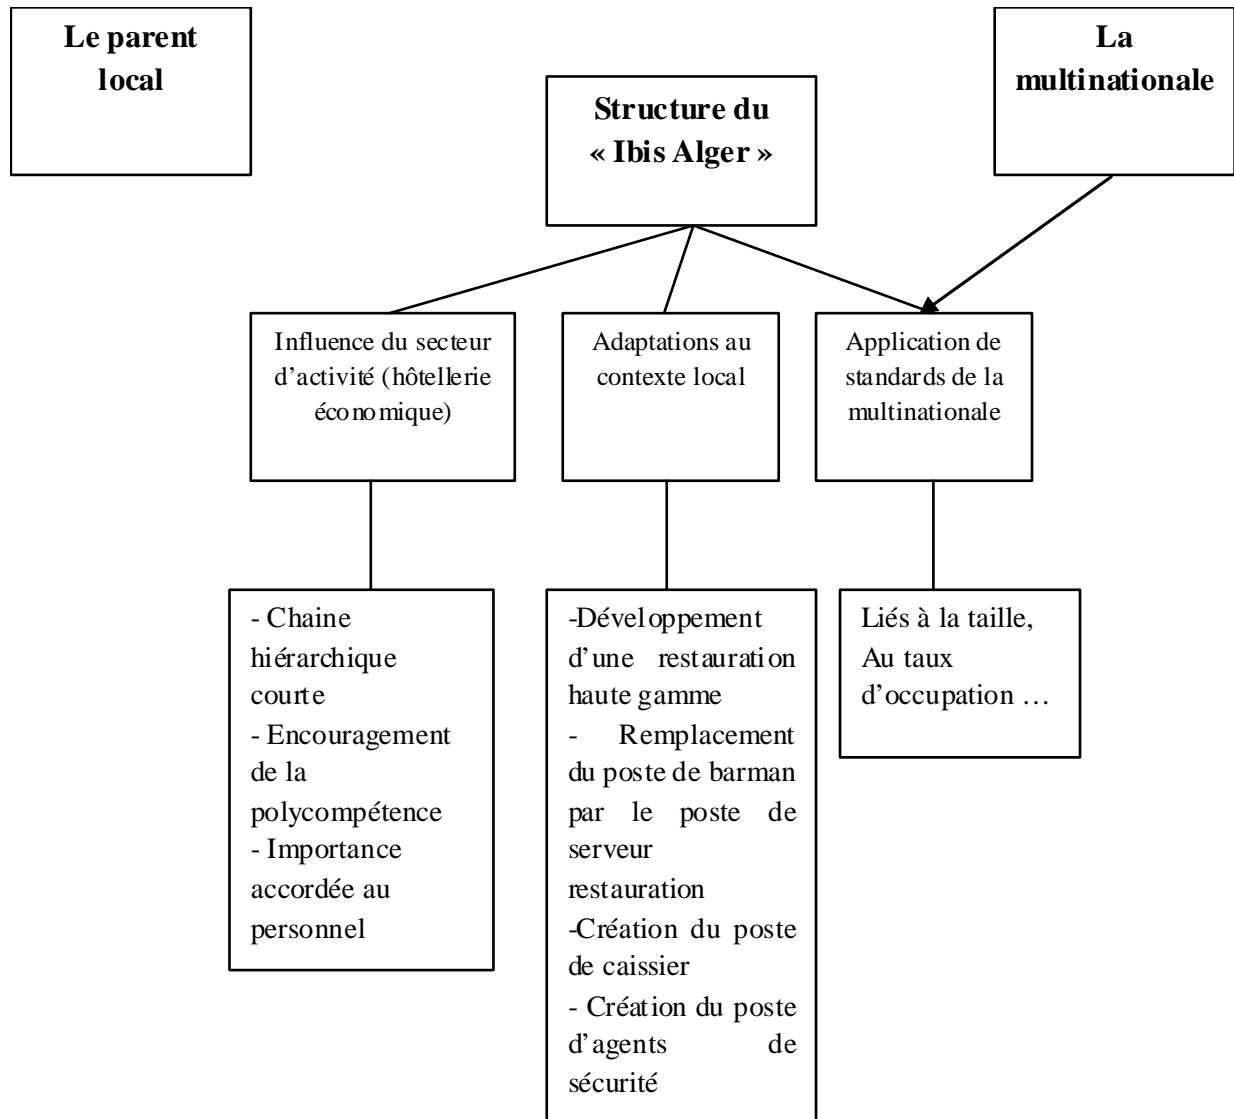 Le parent
local
La
multinationale
Structure du
« Ibis Alger »
Influence du secteur
d’activité (hôtellerie
économique)
Adaptations au
contexte local
Application de
standards de la
multinationale
- Chaine
hiérarchique
courte
- Encouragement
de la
polycompétence
- Importance
accordée au
personnel
-Développement
d’une restauration
haute gamme
- Remplacement
du poste de barman
par le poste de
serveur
restauration
-Création du poste
de caissier
- Création du poste
d’agents de
sécurité
Liés à la taille,
Au taux
d’occupation …